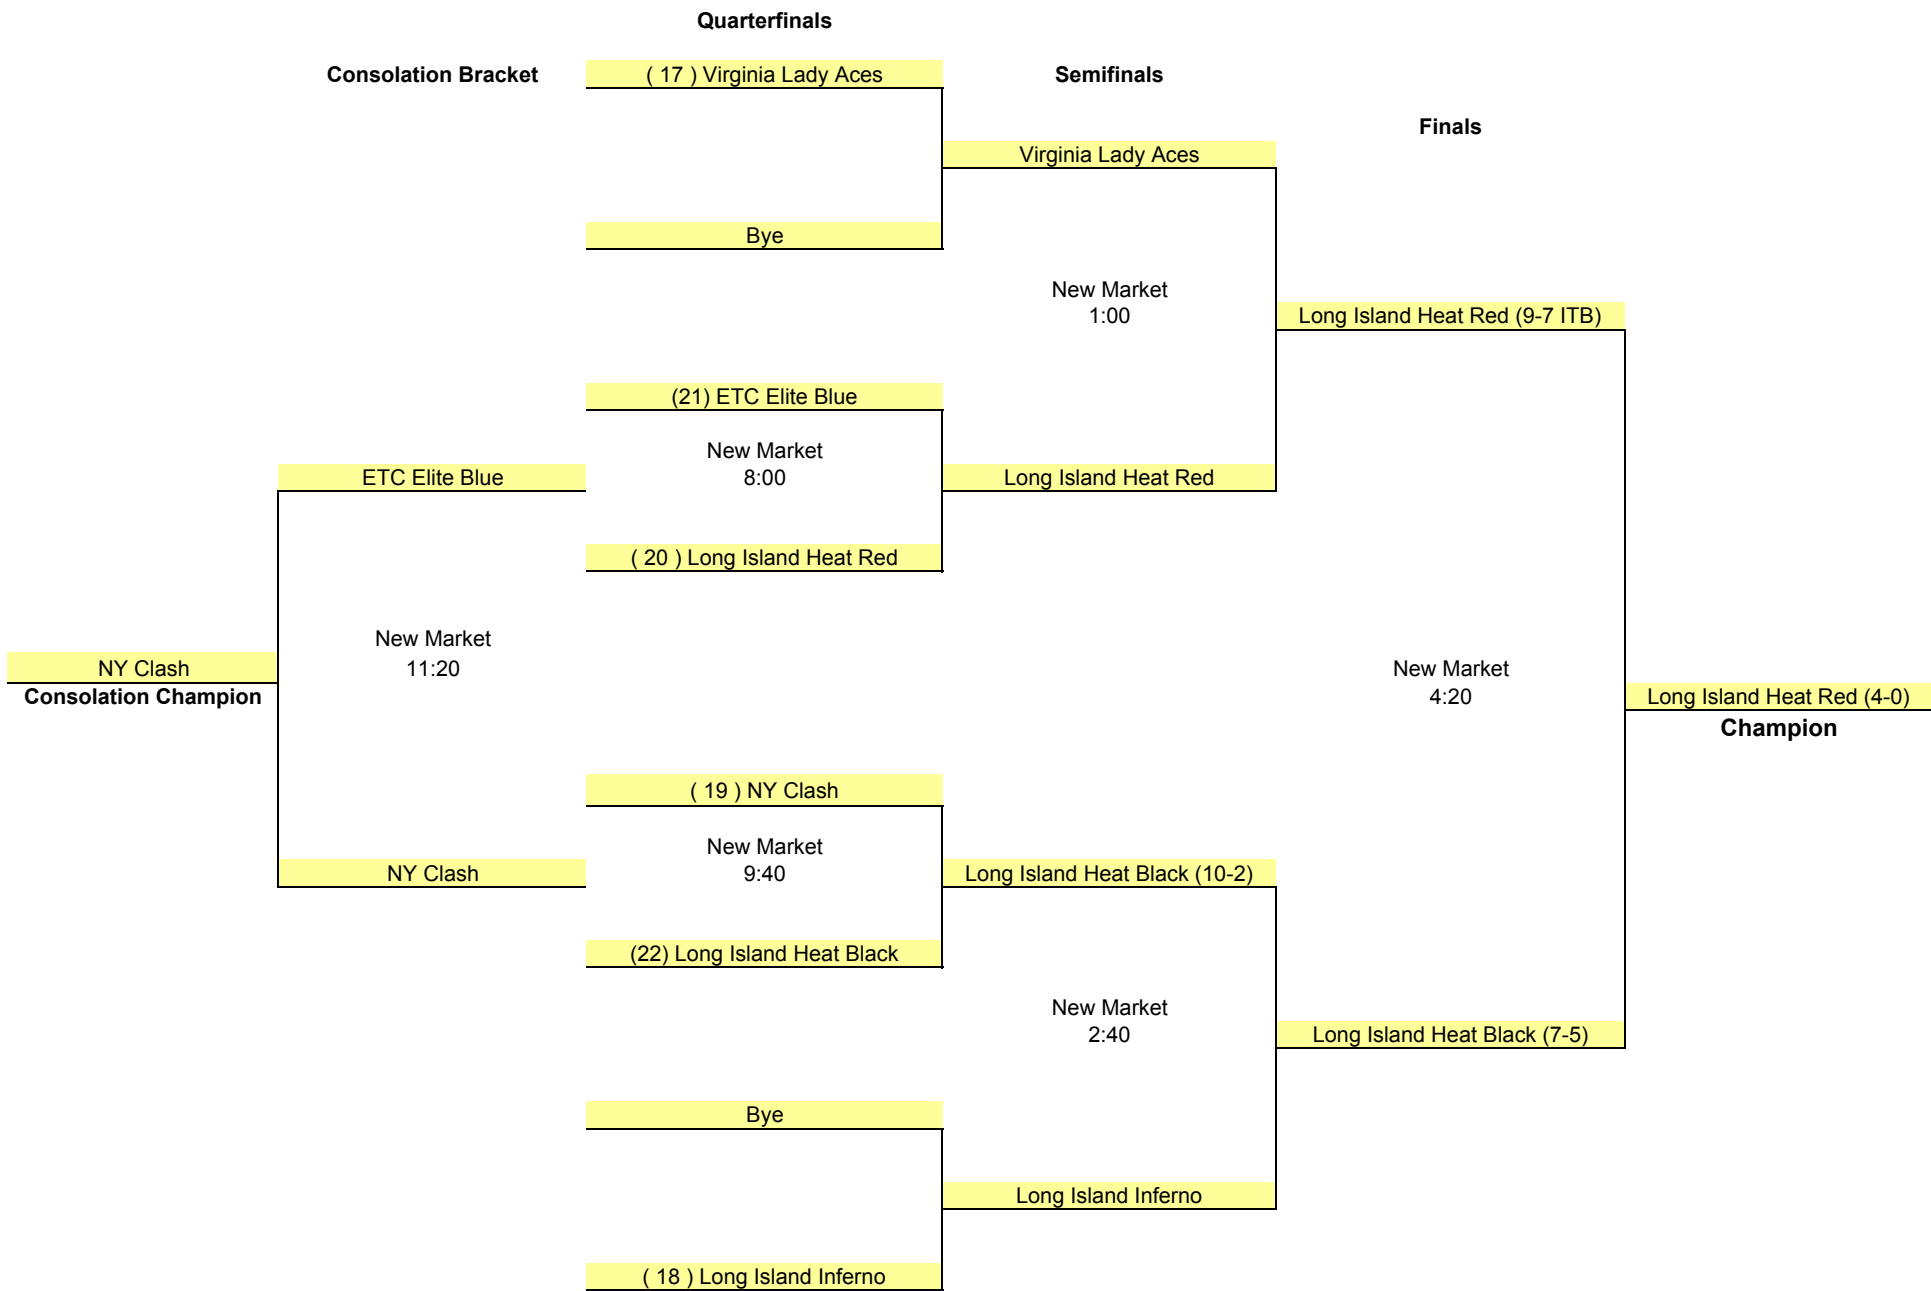 Quarterfinals
Consolation Bracket
( 17 ) Virginia Lady Aces
Semifinals
Finals
Virginia Lady Aces
Bye
New Market
1:00
Long Island Heat Red (9-7 ITB)
(21) ETC Elite Blue
New Market
8:00
ETC Elite Blue
Long Island Heat Red
( 20 ) Long Island Heat Red
New Market
11:20
NY Clash
Consolation Champion
New Market
4:20
Long Island Heat Red (4-0)
Champion
( 19 ) NY Clash
New Market
9:40
NY Clash
Long Island Heat Black (10-2)
(22) Long Island Heat Black
New Market
2:40
Long Island Heat Black (7-5)
Bye
Long Island Inferno
( 18 ) Long Island Inferno